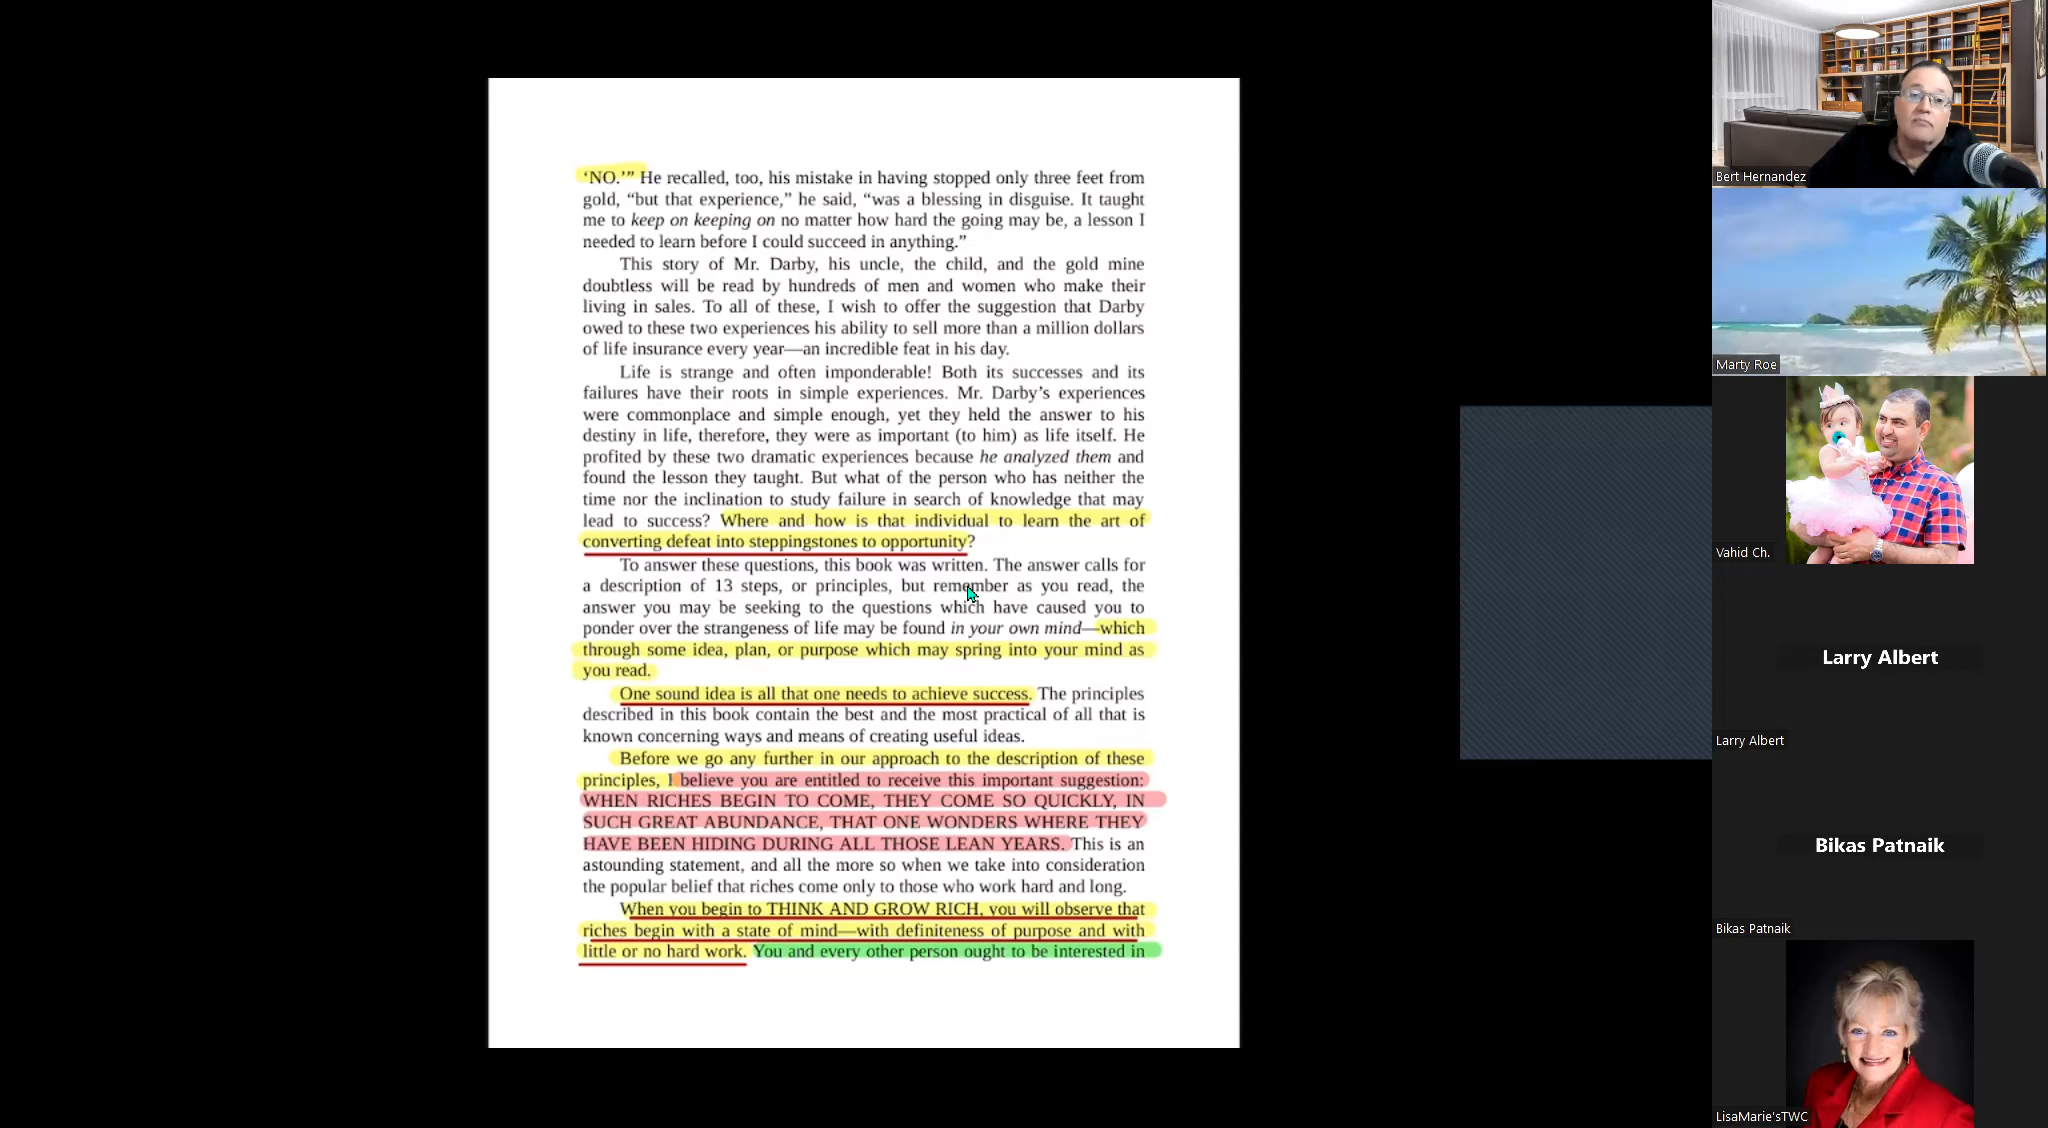 ‘NO.’” He recalled, too, his mistake in having stopped only three feet from
gold, “but that experience,” he said, “was a blessing in disguise. It taught
me to keep on keeping on no matter how hard the going may be, a lesson I
needed to learn before I could succeed in anything.”
This story of Mr. Darby, his uncle, the child, and the gold mine
doubtless will be read by hundreds of men and women who make their
living in sales. To all of these, I wish to offer the suggestion that Darby
owed to these two experiences his ability to sell more than a million dollars
of life insurance every year—an incredible feat in his day.
Life is strange and often imponderable! Both its successes and its
failures have their roots in simple experiences. Mr. Darby’s experiences
were commonplace and simple enough, yet they held the answer to his
destiny in life, therefore, they were as important (to him) as life itself. He
profited by these two dramatic experiences because he analyzed them and
found the lesson they taught. But what of the person who has neither the
time nor the inclination to study failure in search of knowledge that may
lead to success? Where and how is that individual to learn the art of
converting defeat into steppingstones to opportunity?
To answer these questions, this book was written. The answer calls for
a description of 13 steps, or principles, but remember as you read, the
answer you may be seeking to the questions which have caused you to
ponder over the strangeness of life may be found in your own mind—which
through some idea, plan, or purpose which may spring into your mind as
you read.
One sound idea is all that one needs to achieve success. The principles
described in this book contain the best and the most practical of all that is
known concerning ways and means of creating useful ideas.
Before we go any further in our approach to the description of these
principles, I believe you are entitled to receive this important suggestion:
WHEN RICHES BEGIN TO COME, THEY COME SO QUICKLY, IN
SUCH GREAT ABUNDANCE, THAT ONE WONDERS WHERE THEY
HAVE BEEN HIDING DURING ALL THOSE LEAN YEARS. This is an
astounding statement, and all the more so when we take into consideration
the popular belief that riches come only to those who work hard and long.
When you begin to THINK AND GROW RICH, you will observe that
riches begin with a state of mind—with definiteness of purpose and with
little or no hard work. You and every other person ought to be interested in
Bert Hernandez
Marty Roe
Vahid Ch.
Larry Albert
Larry Albert
Bikas Patnaik
Bikas Patnaik
LisaMarie'sTWC